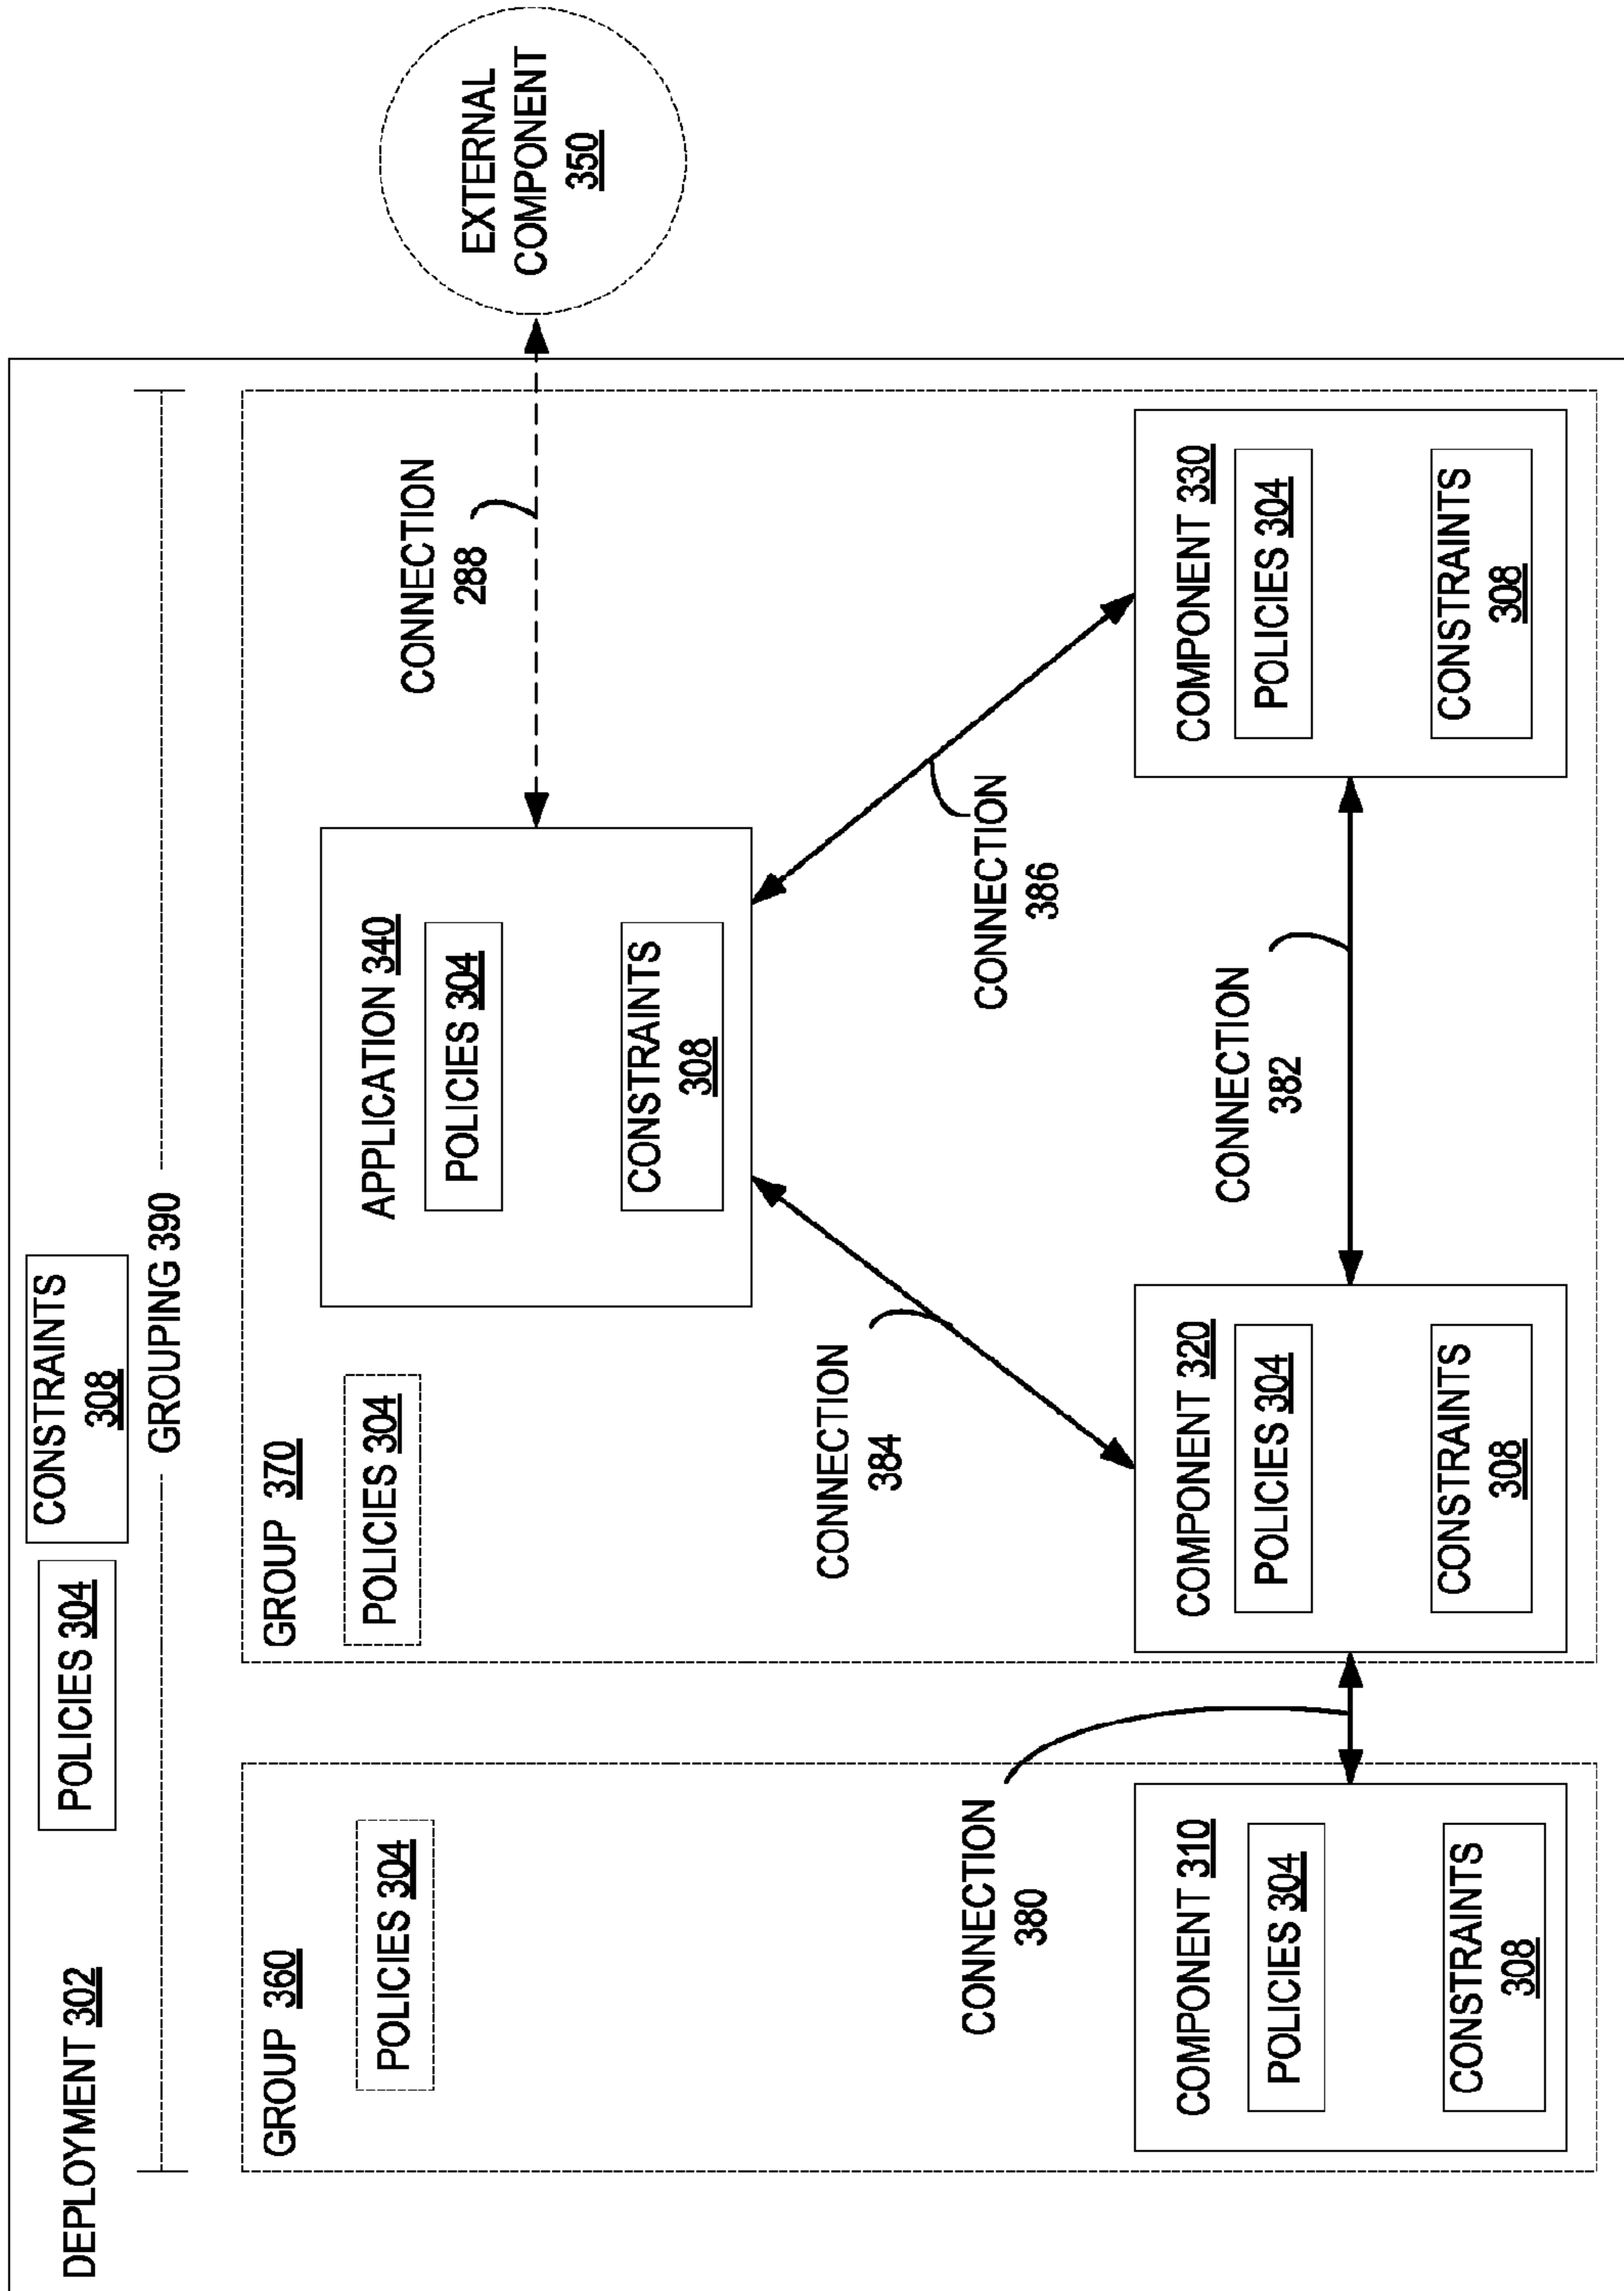 DEPLOYMENT 302
POLICIES 304
CONSTRAINTS
308
GROUPING 390
GROUP 360
POLICIES 304
CONNECTION
380
COMPONENT 310
POLICIES 304
CONSTRAINTS
308
GROUP 370
POLICIES 304
APPLICATION 340
POLICIES 304
CONSTRAINTS
308
CONNECTION
288
EXTERNAL
COMPONENT
350
CONNECTION
384
CONNECTION
386
CONNECTION
382
COMPONENT 320
POLICIES 304
CONSTRAINTS
308
COMPONENT 330
POLICIES 304
CONSTRAINTS
308